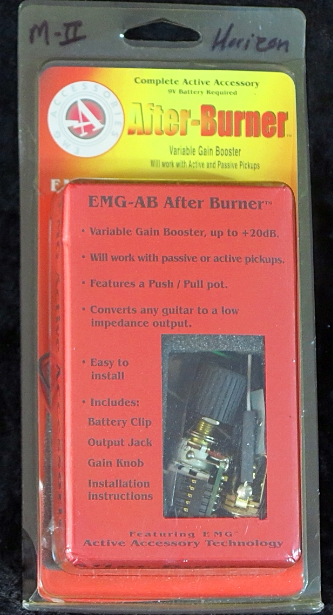 M-II Horizon
Complete Active Accessory
9V Battery Required
EMG ACCESSORIES
After-Burner™
Variable Gain Booster
Will work with Active and Passive Pickups
EMG-AB After Burner™
• Variable Gain Booster, up to +20dB.
• Will work with passive or active pickups.
• Features a Push / Pull pot.
• Converts any guitar to a low
impedance output.
• Easy to
install
• Includes:
Battery Clip
Output Jack
Gain Knob
Installation
instructions
Featuring EMG
Active Accessory Technology